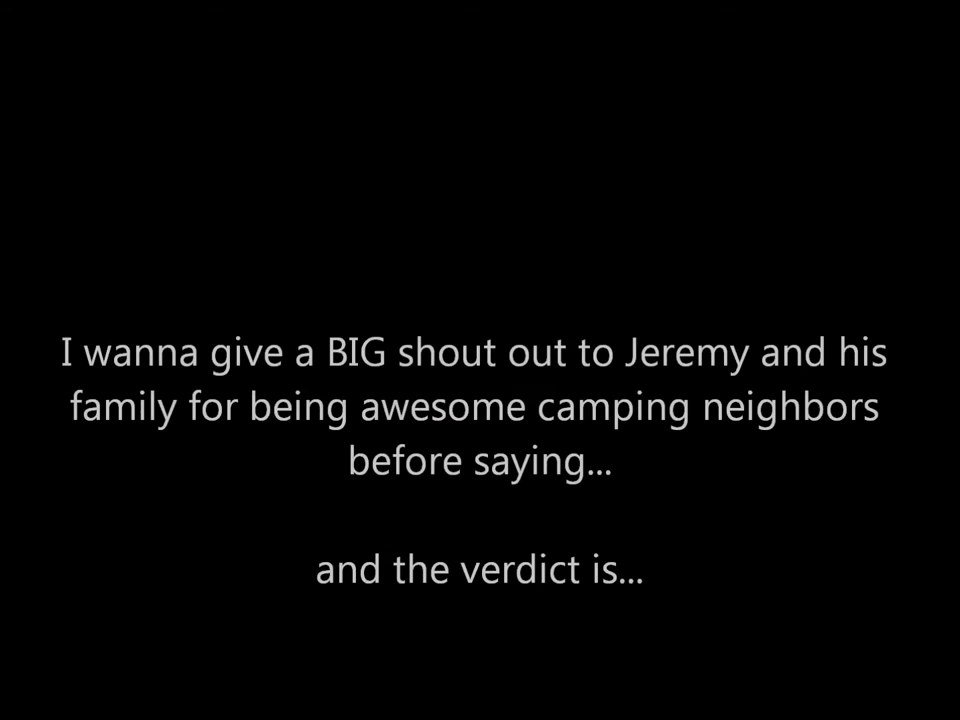 I wanna give a BIG shout out to Jeremy and his
family for being awesome camping neighbors
before saying...
and the verdict is...